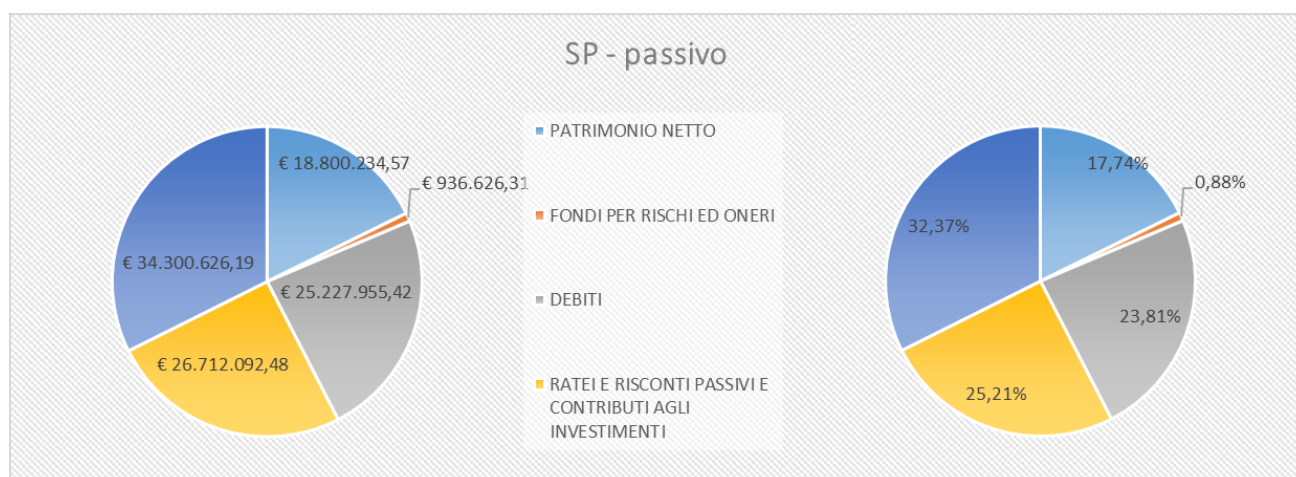 SP - passivo
€ 18.800.234,57
€ 936.626,31
€ 34.300.626,19
€ 25.227.955,42
€ 26.712.092,48
PATRIMONIO NETTO
FONDI PER RISCHI ED ONERI
DEBITI
RATEI E RISCONTI PASSIVI E
CONTRIBUTI AGLI
INVESTIMENTI
17,74%
0,88%
32,37%
23,81%
25,21%